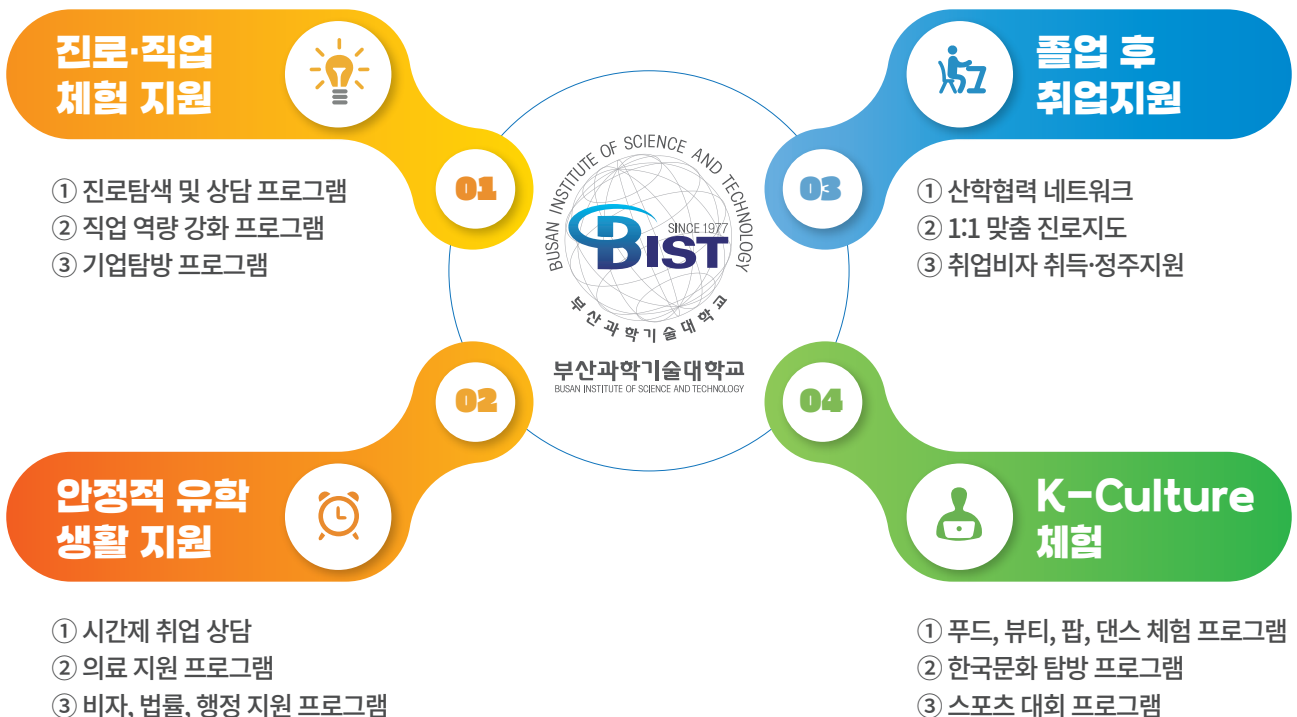 진로·직업
체험 지원
01
① 진로탐색 및 상담 프로그램
② 직업 역량 강화 프로그램
③ 기업탐방 프로그램
안정적 유학
생활 지원
02
① 시간제 취업 상담
② 의료 지원 프로그램
③ 비자, 법률, 행정 지원 프로그램
BUSAN INSTITUTE OF SCIENCE AND TECHNOLOGY
SINCE 1977
BIST
부산과학기술대학교
부산과학기술대학교
BUSAN INSTITUTE OF SCIENCE AND TECHNOLOGY
졸업 후
취업지원
03
① 산학협력 네트워크
② 1:1 맞춤 진로지도
③ 취업비자 취득·정주지원
K-Culture
체험
04
① 푸드, 뷰티, 팝, 댄스 체험 프로그램
② 한국문화 탐방 프로그램
③ 스포츠 대회 프로그램